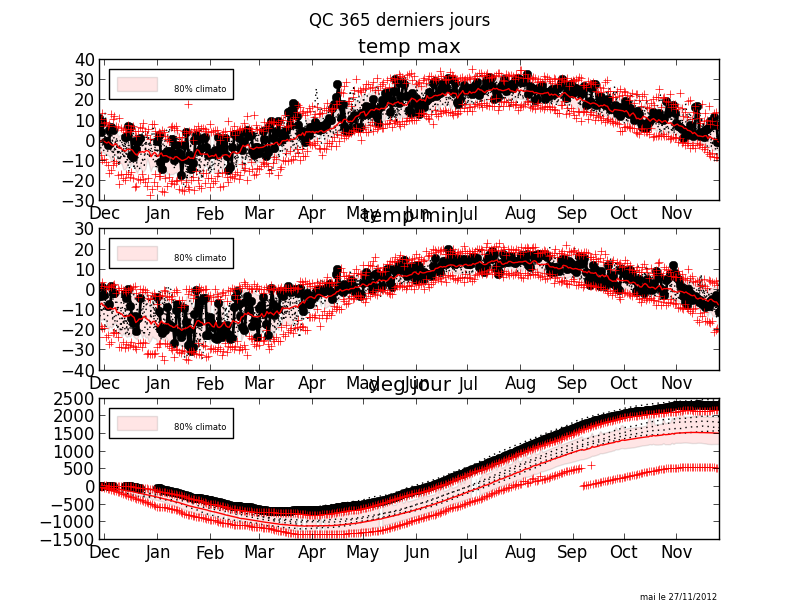 QC 365 derniers jours
temp max
40
30
20
10
0
−10
−20
−30
80% climato
Dec Jan Feb Mar Apr May Jun Jul Aug Sep Oct Nov
temp min
30
20
10
0
−10
−20
−30
−40
80% climato
Dec Jan Feb Mar Apr May Jun Jul Aug Sep Oct Nov
deg jour
2500
2000
1500
1000
500
0
−500
−1000
−1500
80% climato
Dec Jan Feb Mar Apr May Jun Jul Aug Sep Oct Nov
maj le 27/11/2012